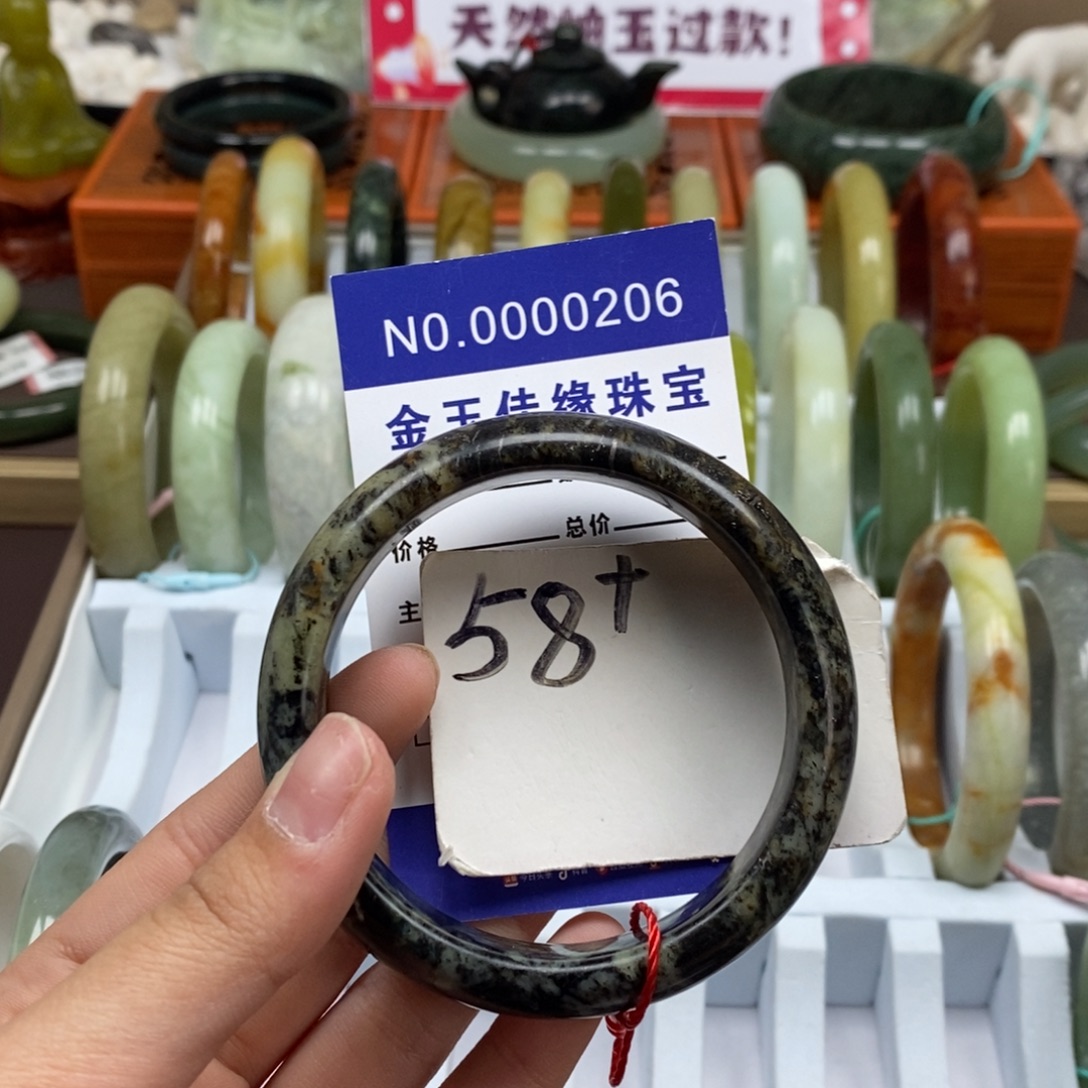 天然岫玉过款！
N0.0000206
金玉佳缘珠宝
价格
总价
主
58+